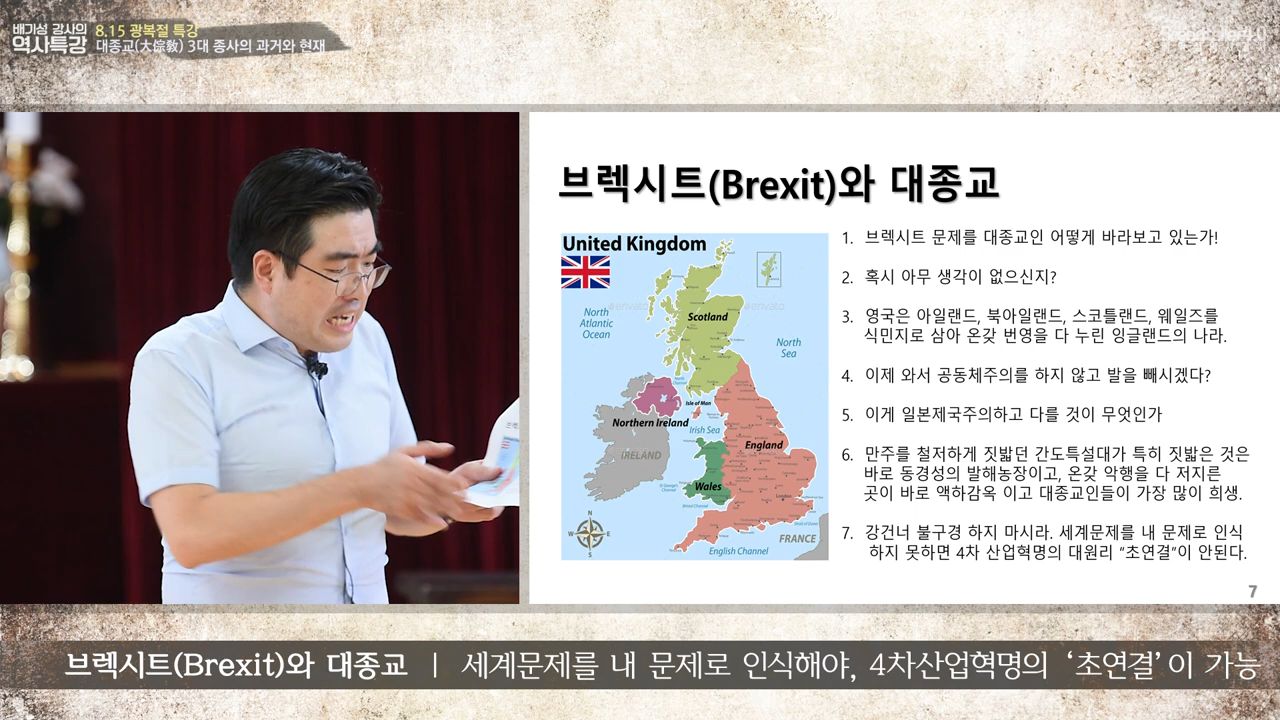 배기성 강사의
역사특강
8.15 광복절 특강
대종교(大倧敎) 3대 종사의 과거와 현재
브렉시트(Brexit)와 대종교
United Kingdom
North
Atlantic
Ocean
Scotland
North
Sea
Northern Ireland
Isle of Man
Irish Sea
IRELAND
England
Wales
English Channel
FRANCE
N
W
E
S
1. 브렉시트 문제를 대종교인 어떻게 바라보고 있는가!
2. 혹시 아무 생각이 없으신지?
3. 영국은 아일랜드, 북아일랜드, 스코틀랜드, 웨일즈를
식민지로 삼아 온갖 번영을 다 누린 잉글랜드의 나라.
4. 이제 와서 공동체주의를 하지 않고 발을 빼시겠다?
5. 이게 일본제국주의하고 다를 것이 무엇인가
6. 만주를 철저하게 짓밟던 간도특설대가 특히 짓밟은 것은
바로 동경성의 발해농장이고, 온갖 악행을 다 저지른
곳이 바로 액하감옥 이고 대종교인들이 가장 많이 희생.
7. 강건너 불구경 하지 마시라. 세계문제를 내 문제로 인식
하지 못하면 4차 산업혁명의 대원리 "초연결"이 안된다.
7
브렉시트(Brexit)와 대종교 | 세계문제를 내 문제로 인식해야, 4차산업혁명의 ‘초연결’이 가능